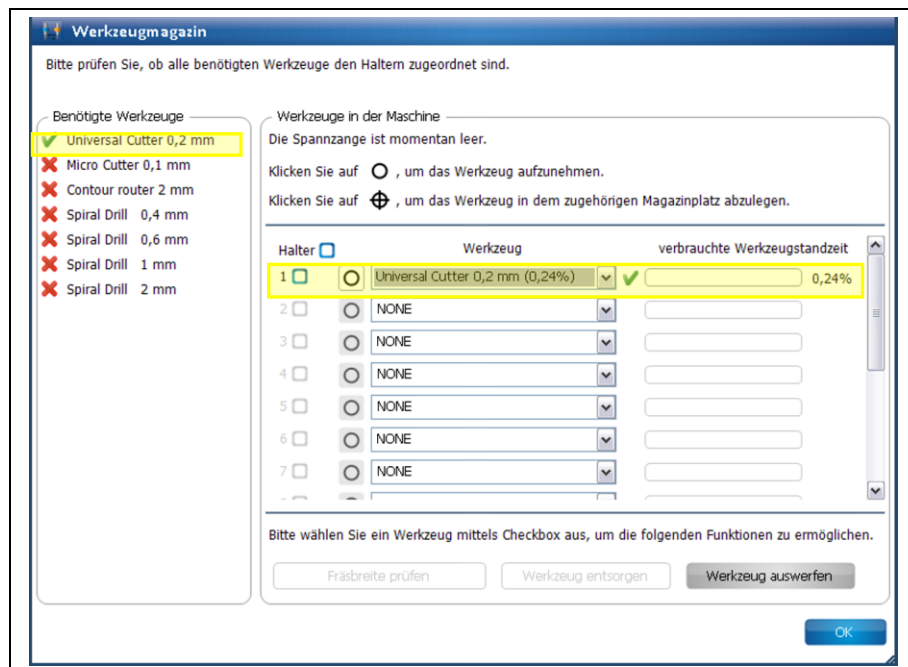 Werkzeugmagazin
Bitte prüfen Sie, ob alle benötigten Werkzeuge den Haltern zugeordnet sind.
Benötigte Werkzeuge
Universal Cutter 0,2 mm
Micro Cutter 0,1 mm
Contour router 2 mm
Spiral Drill 0,4 mm
Spiral Drill 0,6 mm
Spiral Drill 1 mm
Spiral Drill 2 mm
Werkzeuge in der Maschine
Die Spannzange ist momentan leer.
Klicken Sie auf , um das Werkzeug aufzunehmen.
Klicken Sie auf , um das Werkzeug in dem zugehörigen Magazinplatz abzulegen.
Halter Werkzeug verbrauchte Werkzeugstandzeit
1 Universal Cutter 0,2 mm (0,24%) 0,24%
2 NONE
3 NONE
4 NONE
5 NONE
6 NONE
7 NONE
Bitte wählen Sie ein Werkzeug mittels Checkbox aus, um die folgenden Funktionen zu ermöglichen.
Fräsbreite prüfen Werkzeug entsorgen Werkzeug auswerfen
OK